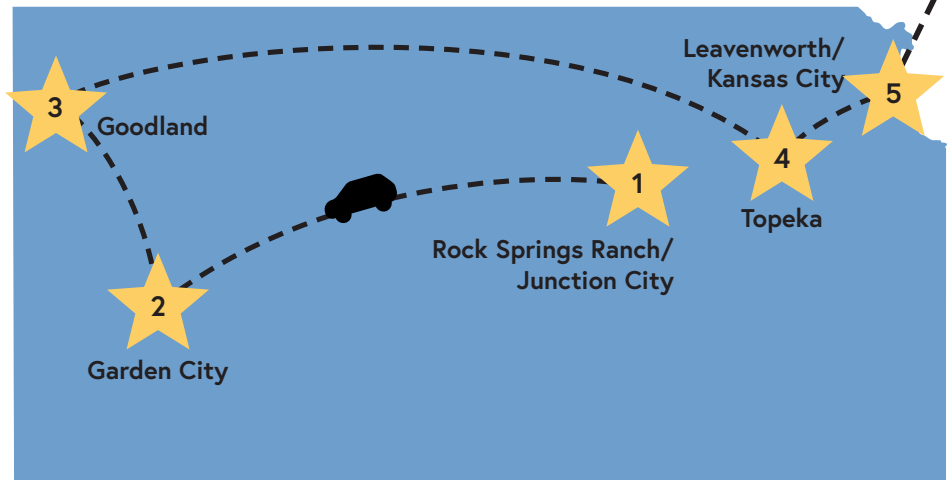 Leavenworth/
Kansas City
5
3
Goodland
4
Topeka
1
Rock Springs Ranch/
Junction City
2
Garden City